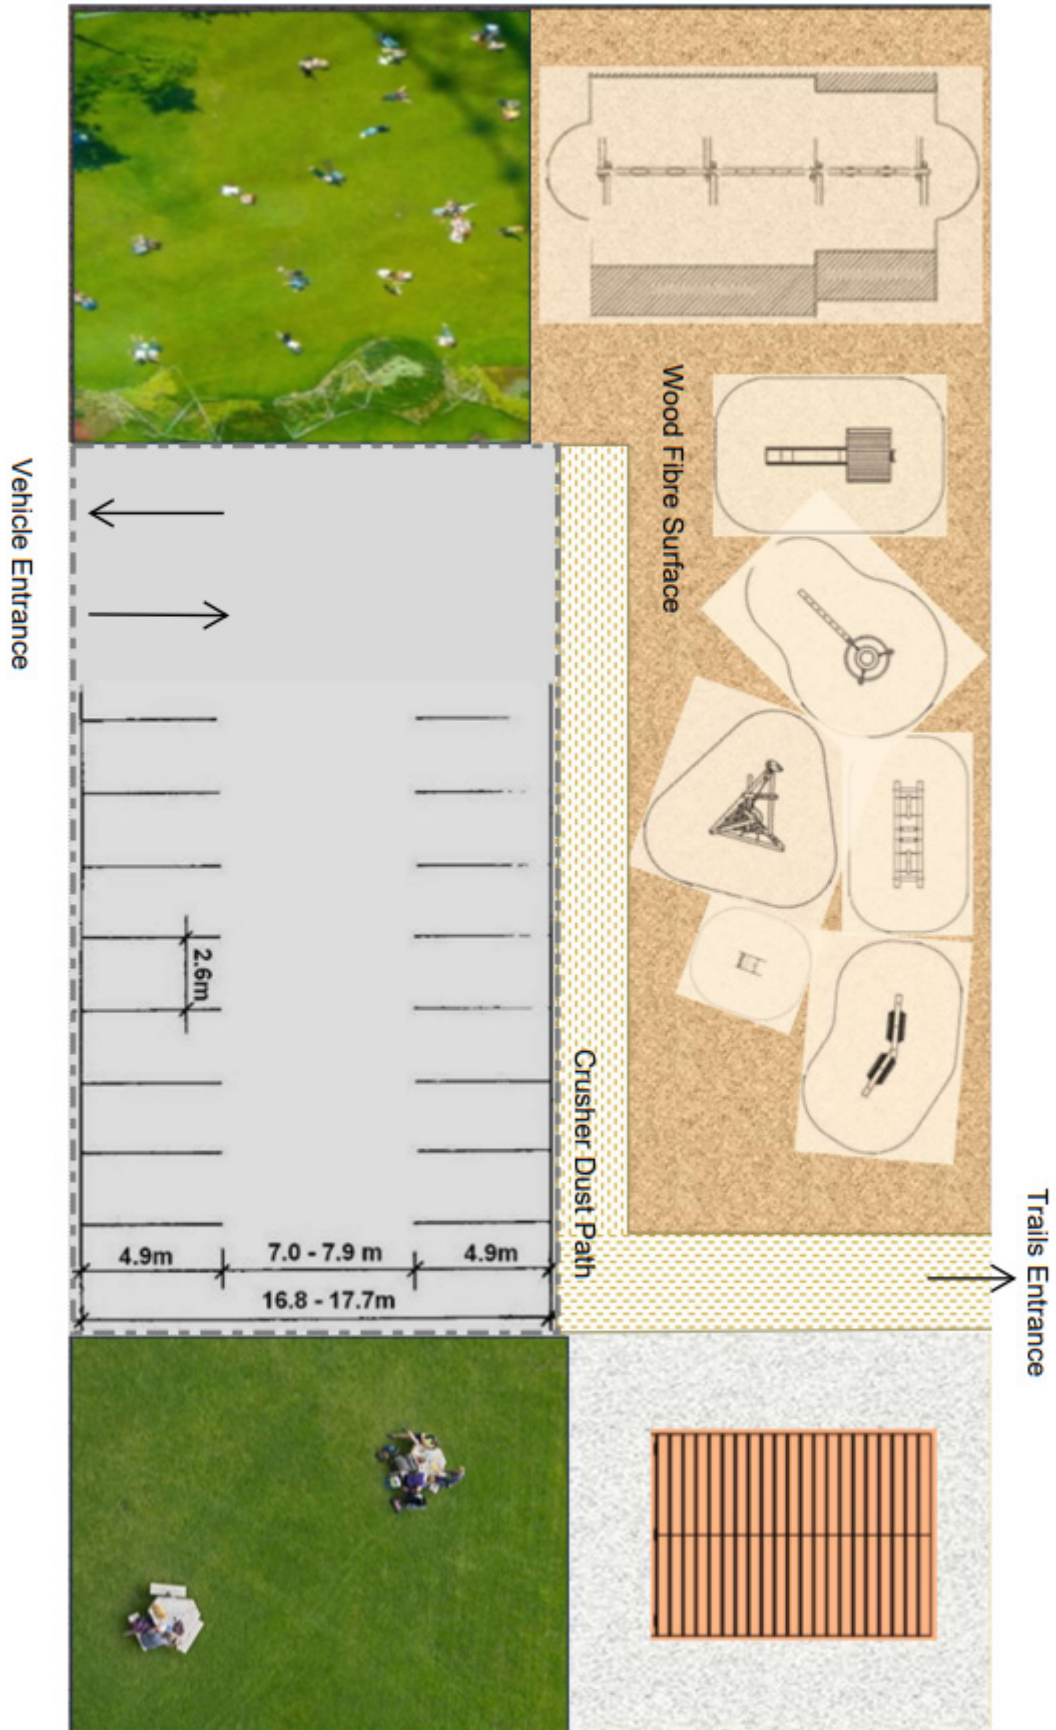 Trails Entrance
Wood Fibre Surface
Crusher Dust Path
Vehicle Entrance
2.6m
4.9m
7.0 - 7.9 m
4.9m
16.8 - 17.7m